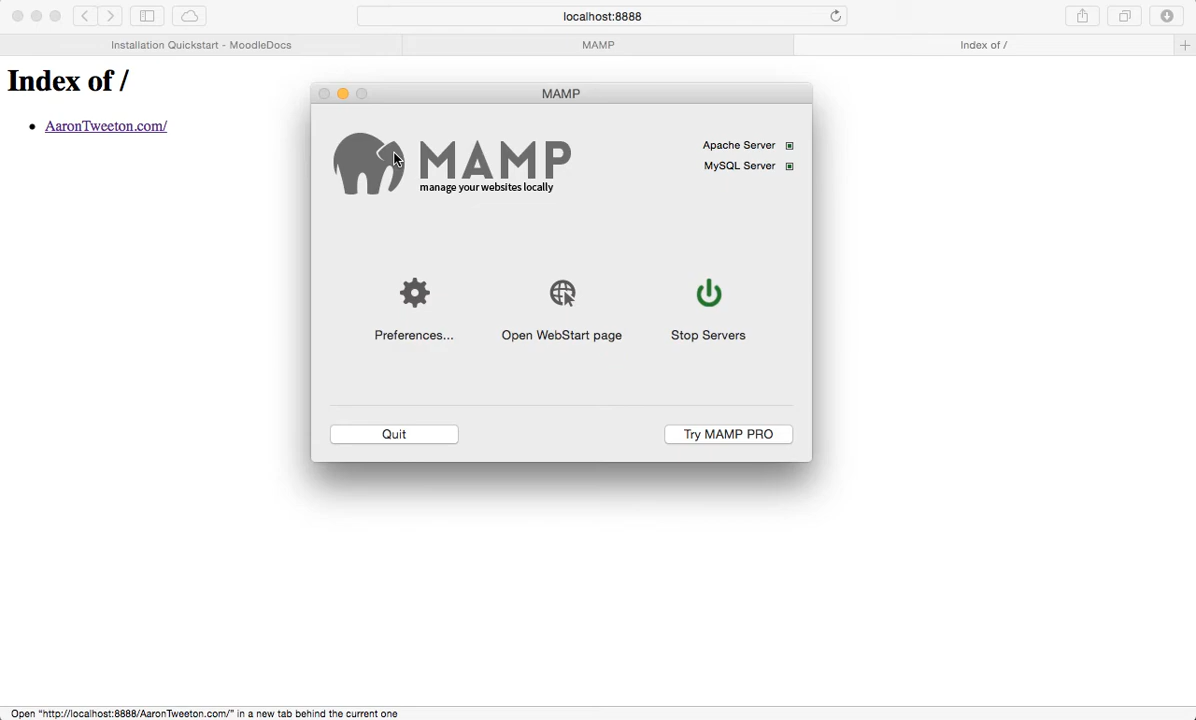 localhost:8888
Installation Quickstart - MoodleDocs
MAMP
Index of /
Index of /
AaronTweeton.com/
MAMP
MAMP
manage your websites locally
Apache Server
MySQL Server
Preferences...
Open WebStart page
Stop Servers
Quit
Try MAMP PRO
Open “http://localhost:8888/AaronTweeton.com/” in a new tab behind the current one